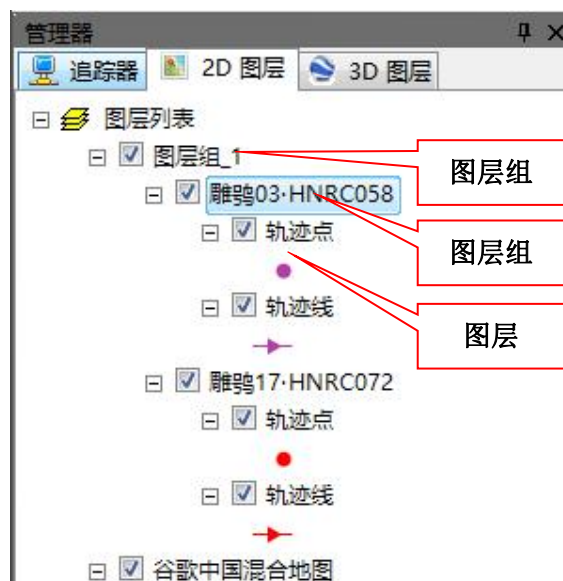 管理器
追踪器 2D 图层 3D 图层
图层列表
图层组_1
图层组
雕鸮03·HNRC058
轨迹点
图层组
轨迹线
图层
雕鸮17·HNRC072
轨迹点
轨迹线
谷歌中国混合地图